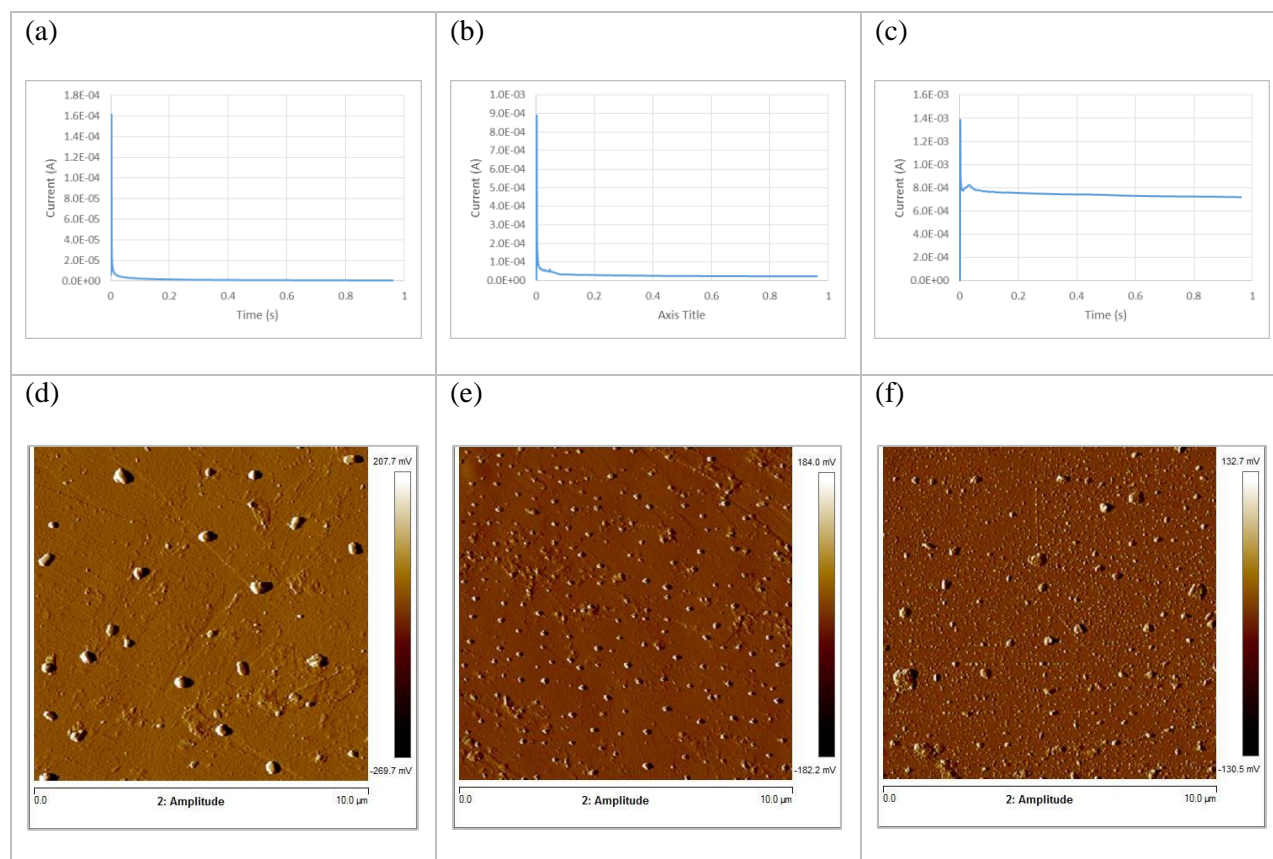 (a)
1.8E-04
1.6E-04
1.4E-04
1.2E-04
1.0E-04
8.0E-05
6.0E-05
4.0E-05
2.0E-05
0.0E+00
Current (A)
0 0.2 0.4 0.6 0.8 1
Time (s)
(b)
1.0E-03
9.0E-04
8.0E-04
7.0E-04
6.0E-04
5.0E-04
4.0E-04
3.0E-04
2.0E-04
1.0E-04
0.0E+00
Current (A)
0 0.2 0.4 0.6 0.8 1
Axis Title
(c)
1.6E-03
1.4E-03
1.2E-03
1.0E-03
8.0E-04
6.0E-04
4.0E-04
2.0E-04
0.0E+00
Current (A)
0 0.2 0.4 0.6 0.8 1
Time (s)
(d)
207.7 mV
-269.7 mV
0.0 2: Amplitude 10.0 µm
(e)
184.0 mV
-182.2 mV
0.0 2: Amplitude 10.0 µm
(f)
132.7 mV
-130.5 mV
0.0 2: Amplitude 10.0 µm